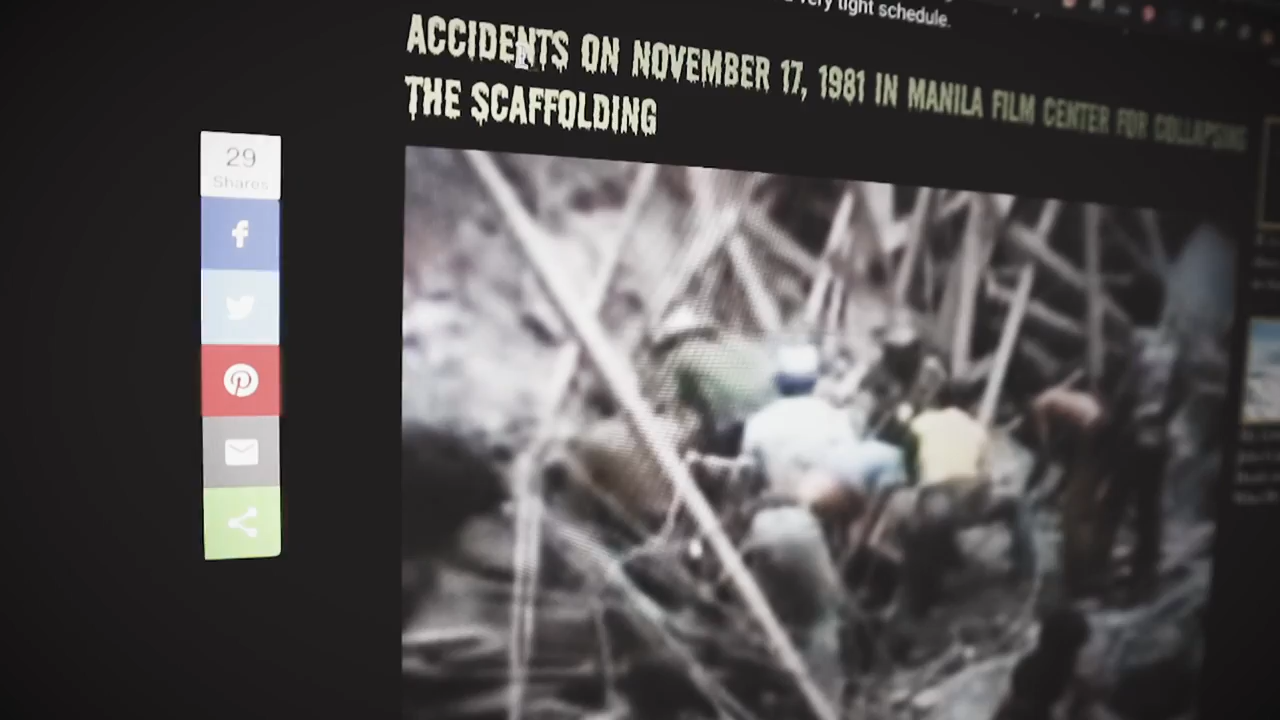 very tight schedule.
ACCIDENTS ON NOVEMBER 17, 1981 IN MANILA FILM CENTER FOR COLLAPSING
THE SCAFFOLDING
29
Shares